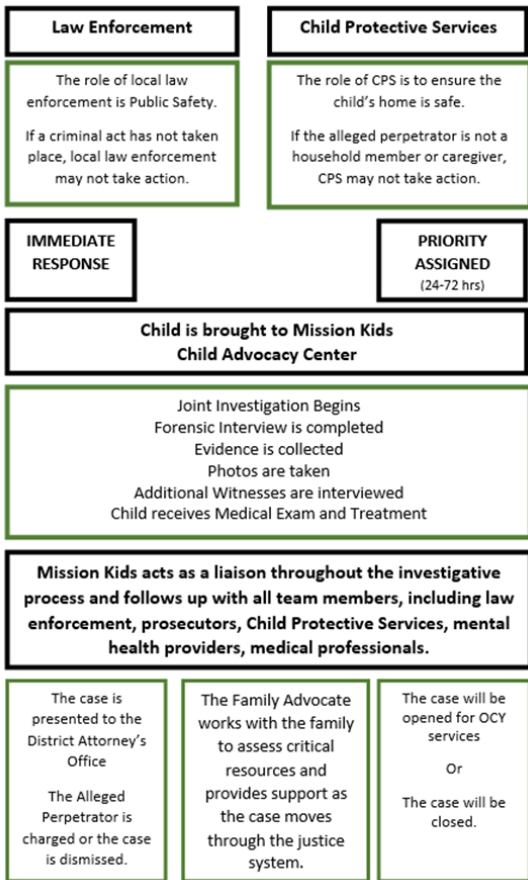 Law Enforcement
The role of local law
enforcement is Public Safety.
If a criminal act has not taken
place, local law enforcement
may not take action.
Child Protective Services
The role of CPS is to ensure the
child's home is safe.
If the alleged perpetrator is not a
household member or caregiver,
CPS may not take action.
IMMEDIATE
RESPONSE
PRIORITY
ASSIGNED
(24-72 hrs)
Child is brought to Mission Kids
Child Advocacy Center
Joint Investigation Begins
Forensic Interview is completed
Evidence is collected
Photos are taken
Additional Witnesses are interviewed
Child receives Medical Exam and Treatment
Mission Kids acts as a liaison throughout the investigative
process and follows up with all team members, including law
enforcement, prosecutors, Child Protective Services, mental
health providers, medical professionals.
The case is
presented to the
District Attorney's
Office
The Alleged
Perpetrator is
charged or the case
is dismissed.
The Family Advocate
works with the family
to assess critical
resources and
provides support as
the case moves
through the justice
system.
The case will be
opened for OCY
services
Or
The case will be
closed.